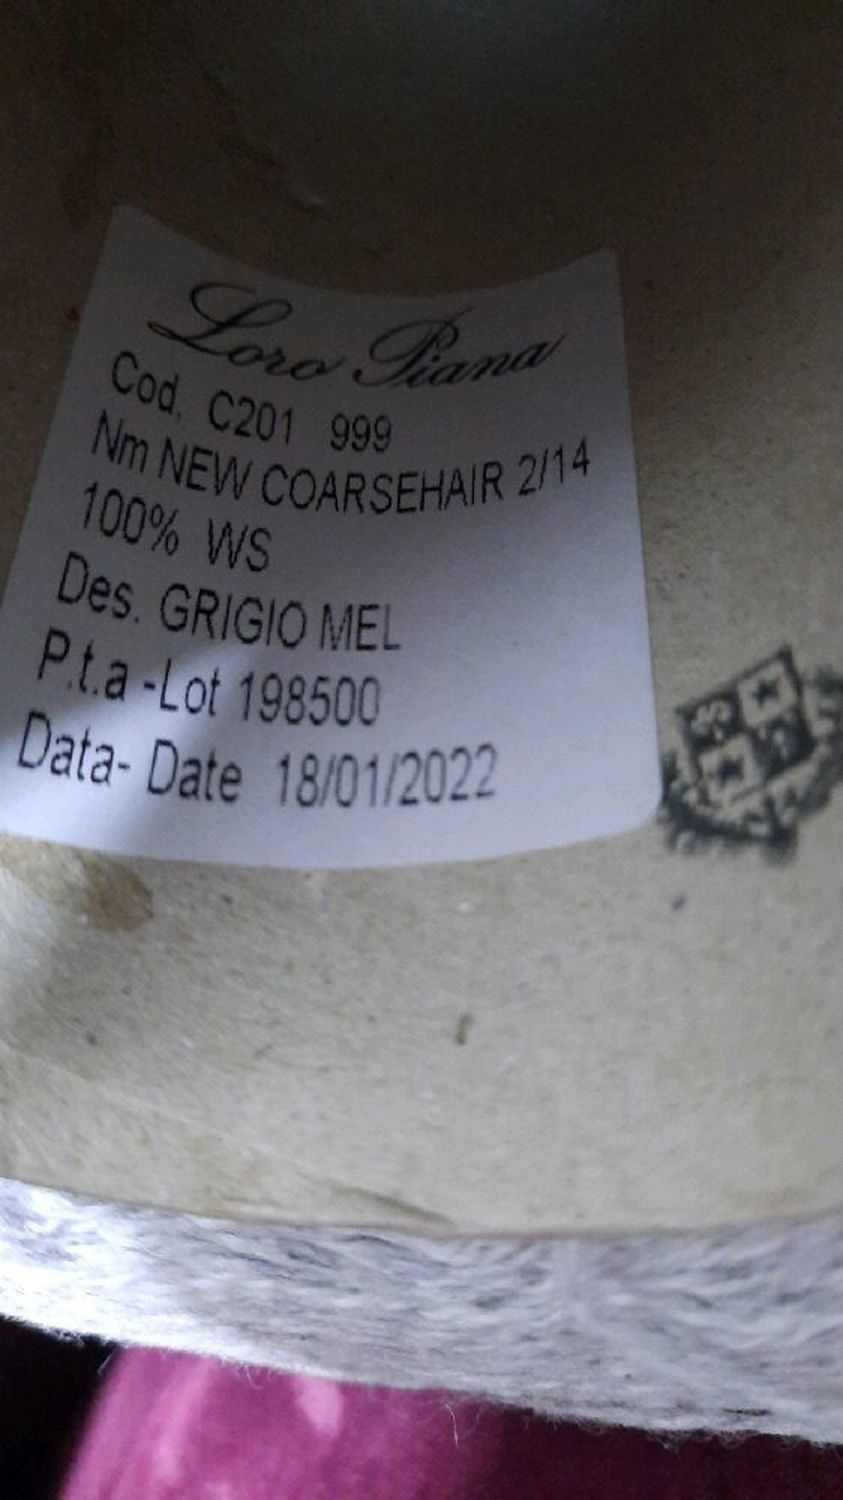 Loro Piana
Cod. C201 999
Nm NEW COARSEHAIR 2/14
100% WS
Des. GRIGIO MEL
P.t.a -Lot 198500
Data- Date 18/01/2022